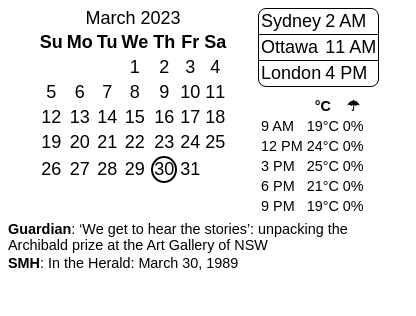 March 2023
Su Mo Tu We Th Fr Sa
1 2 3 4
5 6 7 8 9 10 11
12 13 14 15 16 17 18
19 20 21 22 23 24 25
26 27 28 29 30 31
Sydney 2 AM
Ottawa 11 AM
London 4 PM
°C ☂
9 AM 19°C 0%
12 PM 24°C 0%
3 PM 25°C 0%
6 PM 21°C 0%
9 PM 19°C 0%
Guardian: ‘We get to hear the stories’: unpacking the
Archibald prize at the Art Gallery of NSW
SMH: In the Herald: March 30, 1989